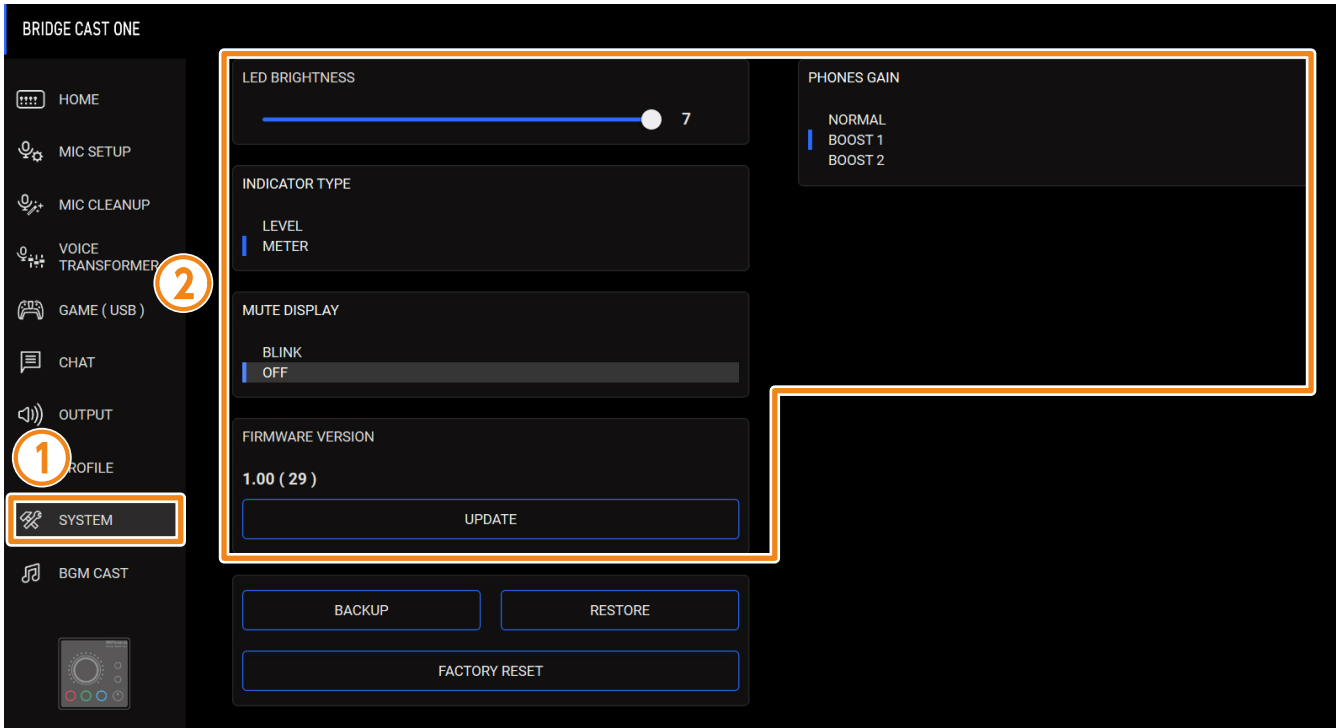 BRIDGE CAST ONE
HOME
MIC SETUP
MIC CLEANUP
VOICE
TRANSFORMER
GAME ( USB )
CHAT
OUTPUT
1
ROFILE
SYSTEM
BGM CAST
2
LED BRIGHTNESS
7
INDICATOR TYPE
LEVEL
METER
MUTE DISPLAY
BLINK
OFF
FIRMWARE VERSION
1.00 ( 29 )
UPDATE
BACKUP
RESTORE
FACTORY RESET
PHONES GAIN
NORMAL
BOOST 1
BOOST 2